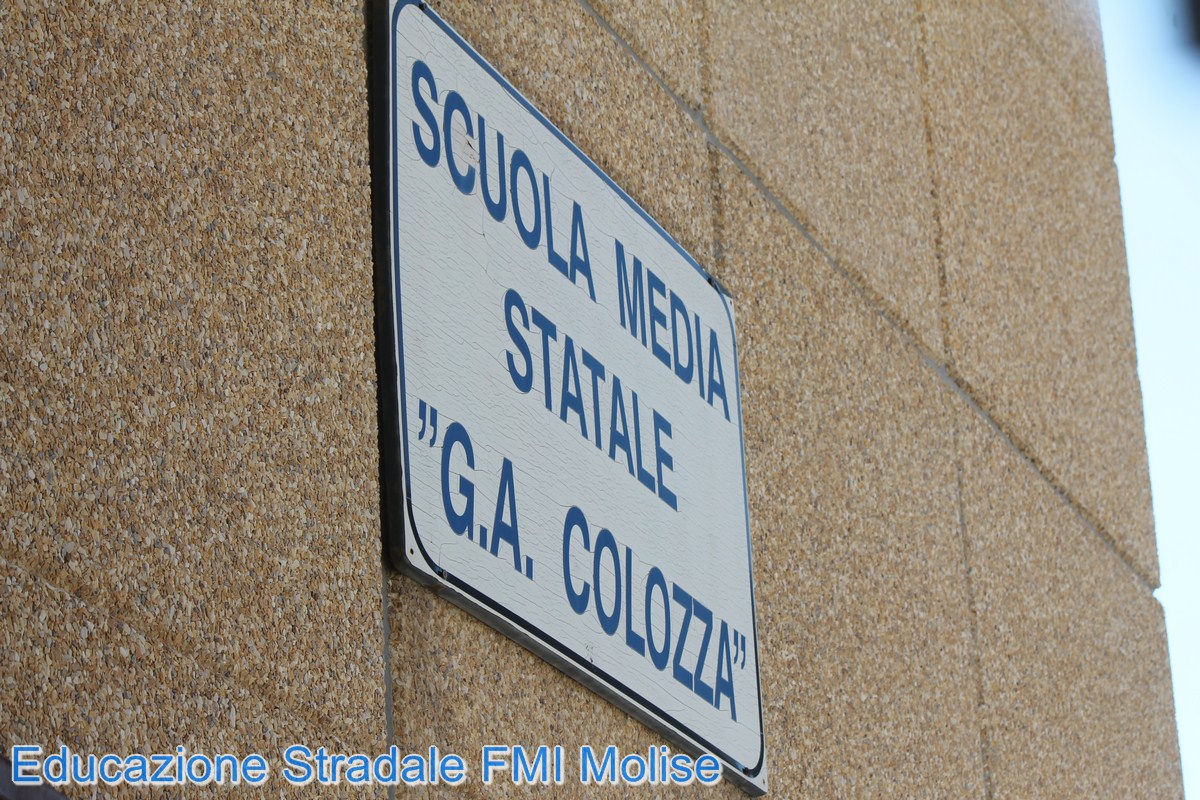 SCUOLA MEDIA
STATALE
”G.A. COLOZZA”
Educazione Stradale FMI Molise